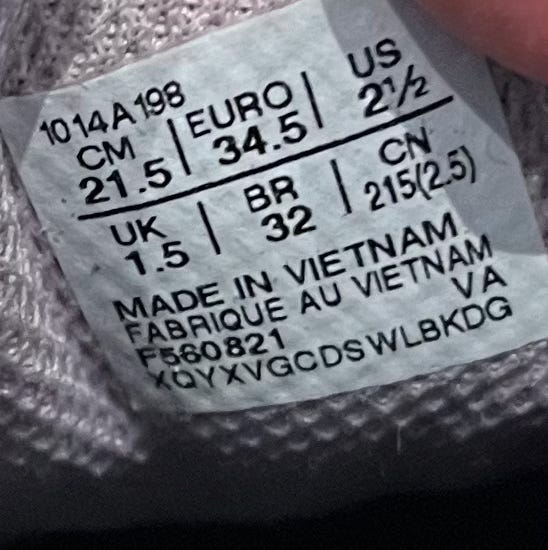 1014A198
CM | EURO | US
21.5 | 34.5 | 2½
UK | BR | CN
1.5 | 32 | 215(2.5)
MADE IN VIETNAM
FABRIQUE AU VIETNAM
VA
F560821
XQYXVGCDSWLBKDG